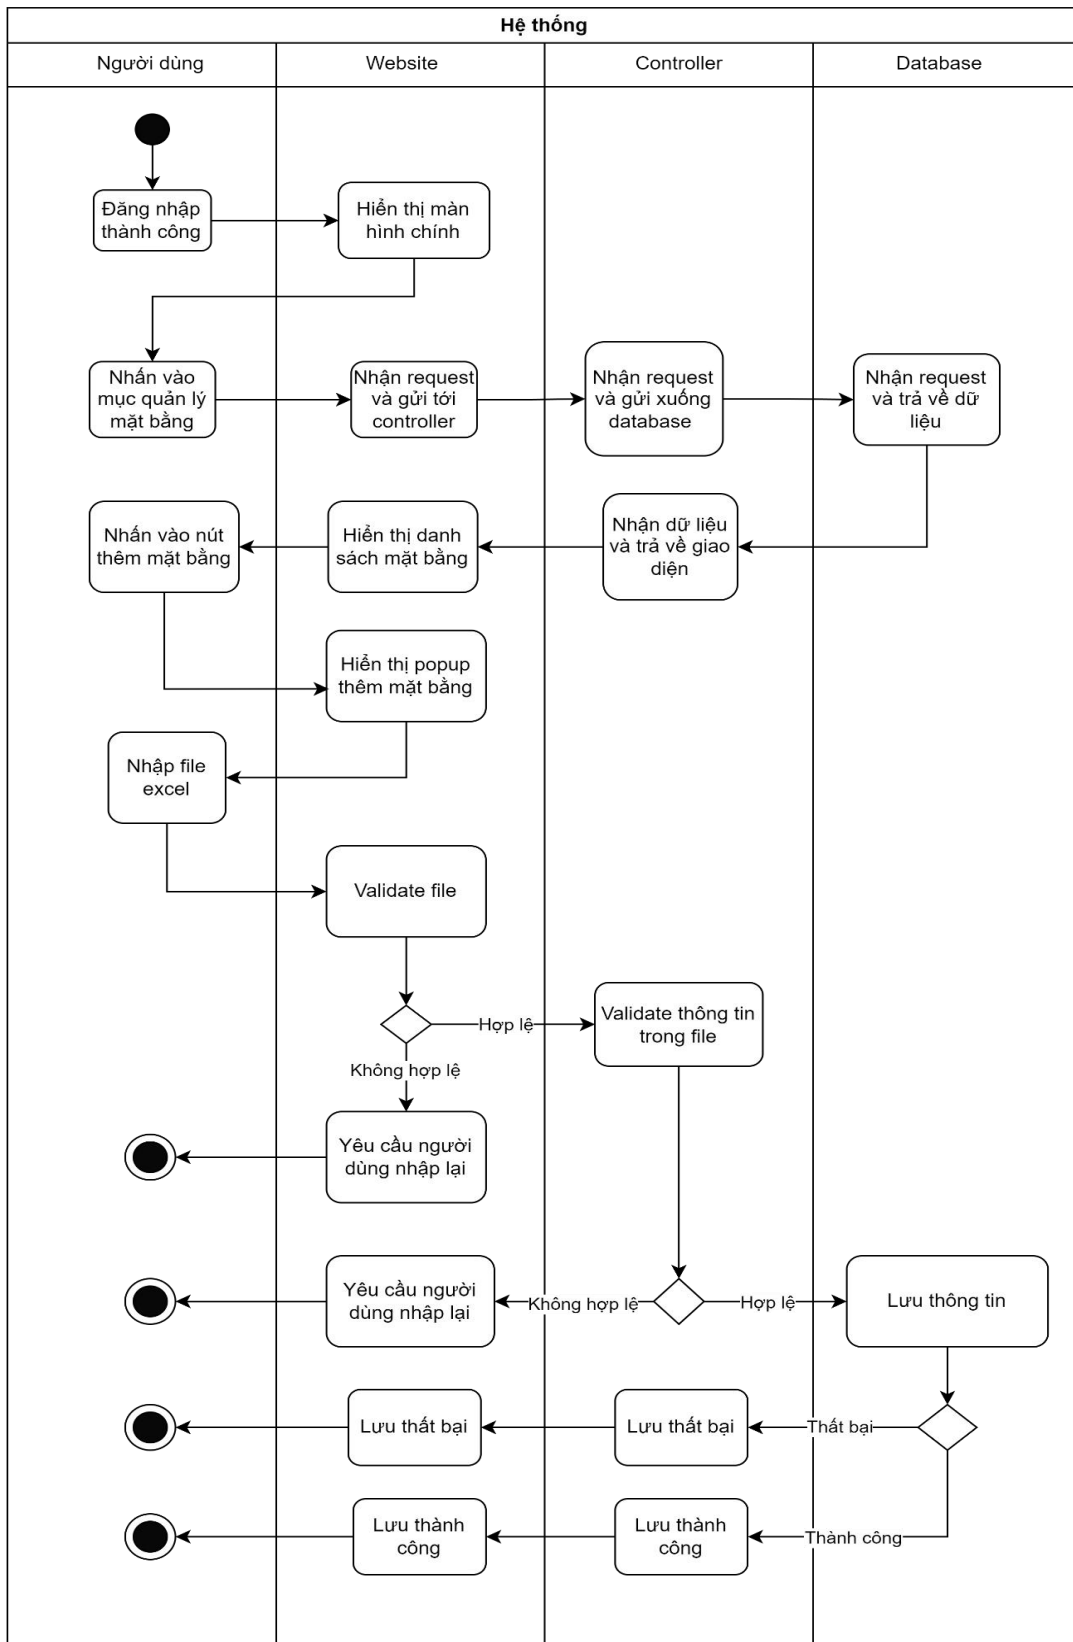 Hệ thống
Người dùng
Website
Controller
Database
Đăng nhập
thành công
Hiển thị màn
hình chính
Nhấn vào
mục quản lý
mặt bằng
Nhận request
và gửi tới
controller
Nhận request
và gửi xuống
database
Nhận request
và trả về dữ
liệu
Nhấn vào nút
thêm mặt bằng
Hiển thị danh
sách mặt bằng
Nhận dữ liệu
và trả về giao
diện
Hiển thị popup
thêm mặt bằng
Nhập file
excel
Validate file
Hợp lệ
Validate thông tin
trong file
Không hợp lệ
Yêu cầu người
dùng nhập lại
Yêu cầu người
dùng nhập lại
Không hợp lệ
Hợp lệ
Lưu thông tin
Lưu thất bại
Lưu thất bại
Thất bại
Lưu thành
công
Lưu thành
công
Thành công